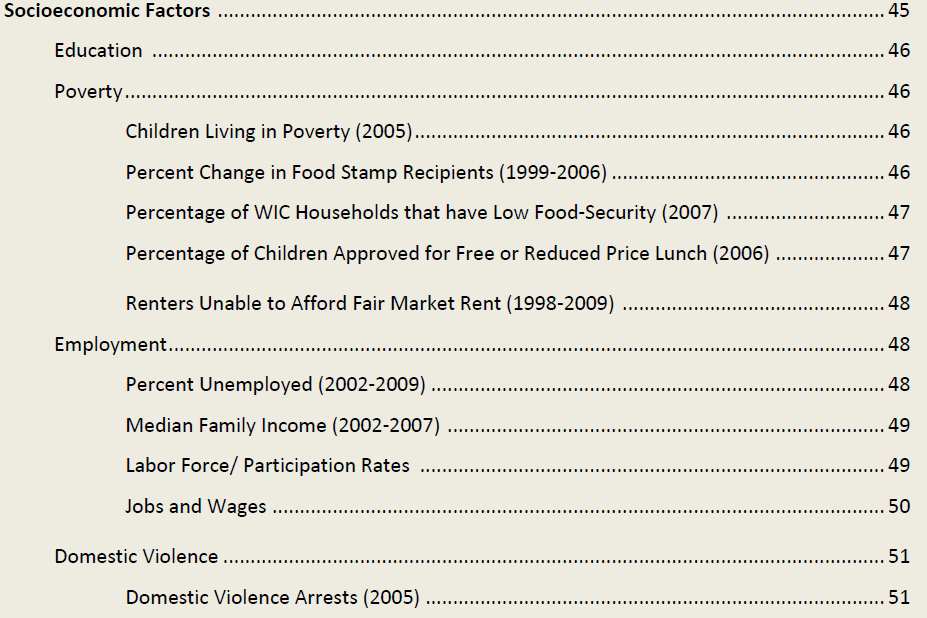 Socioeconomic Factors ........................................ 45
Education ........................................ 46
Poverty ........................................ 46
Children Living in Poverty (2005) ........................................ 46
Percent Change in Food Stamp Recipients (1999-2006) ........................................ 46
Percentage of WIC Households that have Low Food-Security (2007) ........................................ 47
Percentage of Children Approved for Free or Reduced Price Lunch (2006) ........................................ 47
Renters Unable to Afford Fair Market Rent (1998-2009) ........................................ 48
Employment ........................................ 48
Percent Unemployed (2002-2009) ........................................ 48
Median Family Income (2002-2007) ........................................ 49
Labor Force/ Participation Rates ........................................ 49
Jobs and Wages ........................................ 50
Domestic Violence ........................................ 51
Domestic Violence Arrests (2005) ........................................ 51